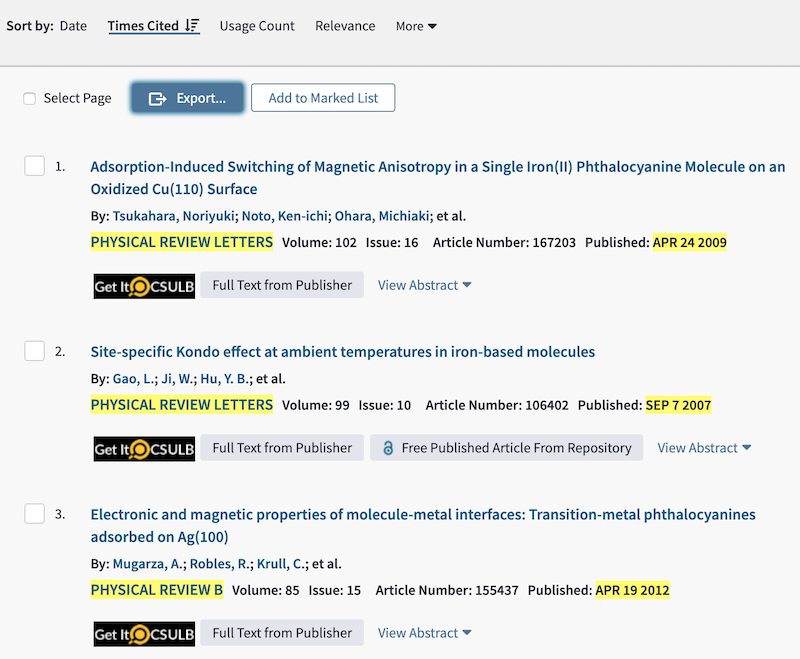 Sort by: Date Times Cited Usage Count Relevance More
Select Page Export... Add to Marked List
1. Adsorption-Induced Switching of Magnetic Anisotropy in a Single Iron(II) Phthalocyanine Molecule on an
Oxidized Cu(110) Surface
By: Tsukahara, Noriyuki; Noto, Ken-ichi; Ohara, Michiaki; et al.
PHYSICAL REVIEW LETTERS Volume: 102 Issue: 16 Article Number: 167203 Published: APR 24 2009
Get It CSULB Full Text from Publisher View Abstract
2. Site-specific Kondo effect at ambient temperatures in iron-based molecules
By: Gao, L.; Ji, W.; Hu, Y. B.; et al.
PHYSICAL REVIEW LETTERS Volume: 99 Issue: 10 Article Number: 106402 Published: SEP 7 2007
Get It CSULB Full Text from Publisher Free Published Article From Repository View Abstract
3. Electronic and magnetic properties of molecule-metal interfaces: Transition-metal phthalocyanines
adsorbed on Ag(100)
By: Mugarza, A.; Robles, R.; Krull, C.; et al.
PHYSICAL REVIEW B Volume: 85 Issue: 15 Article Number: 155437 Published: APR 19 2012
Get It CSULB Full Text from Publisher View Abstract